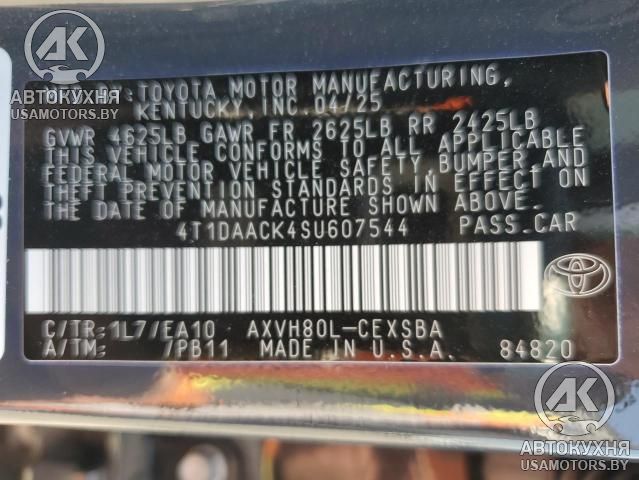 AK
АВТОКУХНЯ
USAMOTORS.BY
TOYOTA MOTOR MANUFACTURING,
KENTUCKY, INC 04/25
GVWR 4625LB GAWR FR 2625LB RR 2425LB
THIS VEHICLE CONFORMS TO ALL APPLICABLE
FEDERAL MOTOR VEHICLE SAFETY, BUMPER AND
THEFT PREVENTION STANDARDS IN EFFECT ON
THE DATE OF MANUFACTURE SHOWN ABOVE.
4T1DAACK4SU607544 PASS.CAR
C/TR: 1L7/EA10 AXVH80L-CEXSBA
A/TM: /PB11 MADE IN U.S.A. 84820
AK
АВТОКУХНЯ
USAMOTORS.BY